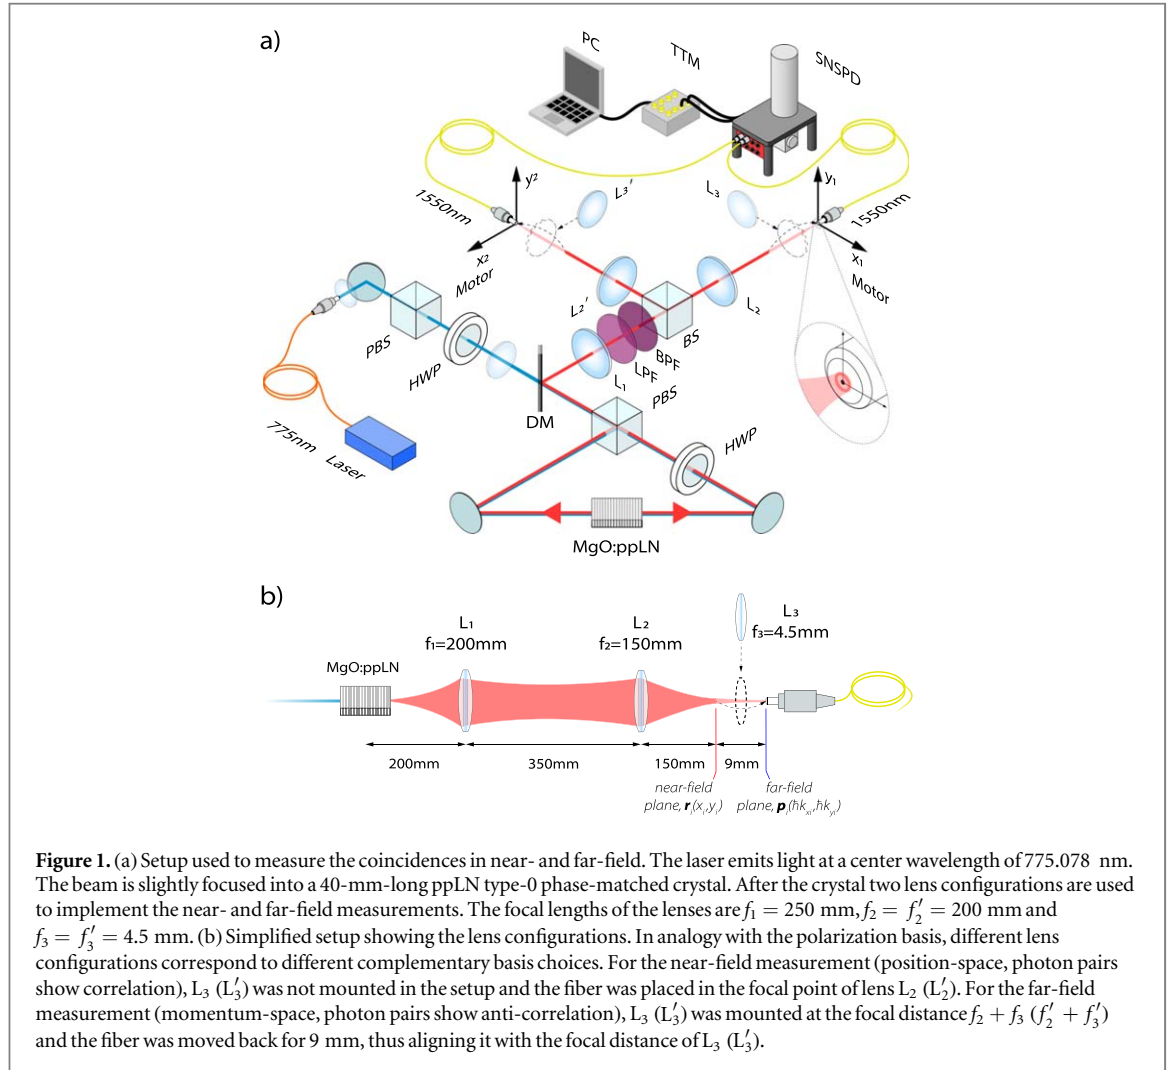 a)
PC
TTM
SNSPD
y2
L3'
L3
y1
1550nm
1550nm
x2
Motor
x1
Motor
L2'
L2
PBS
BS
BPF
LPF
HWP
L1
PBS
DM
HWP
775nm Laser
MgO:ppLN
b)
L3
f3=4.5mm
L1
f1=200mm
L2
f2=150mm
MgO:ppLN
200mm
350mm
150mm
9mm
near-field
plane, ri(xi,yi)
far-field
plane, pi(ħkxi,ħkyi)
Figure 1. (a) Setup used to measure the coincidences in near- and far-field. The laser emits light at a center wavelength of 775.078 nm.
The beam is slightly focused into a 40-mm-long ppLN type-0 phase-matched crystal. After the crystal two lens configurations are used
to implement the near- and far-field measurements. The focal lengths of the lenses are f1 = 250 mm, f2 = f2′ = 200 mm and
f3 = f3′ = 4.5 mm. (b) Simplified setup showing the lens configurations. In analogy with the polarization basis, different lens
configurations correspond to different complementary basis choices. For the near-field measurement (position-space, photon pairs
show correlation), L3 (L3′) was not mounted in the setup and the fiber was placed in the focal point of lens L2 (L2′). For the far-field
measurement (momentum-space, photon pairs show anti-correlation), L3 (L3′) was mounted at the focal distance f2 + f3 (f2′ + f3′)
and the fiber was moved back for 9 mm, thus aligning it with the focal distance of L3 (L3′).